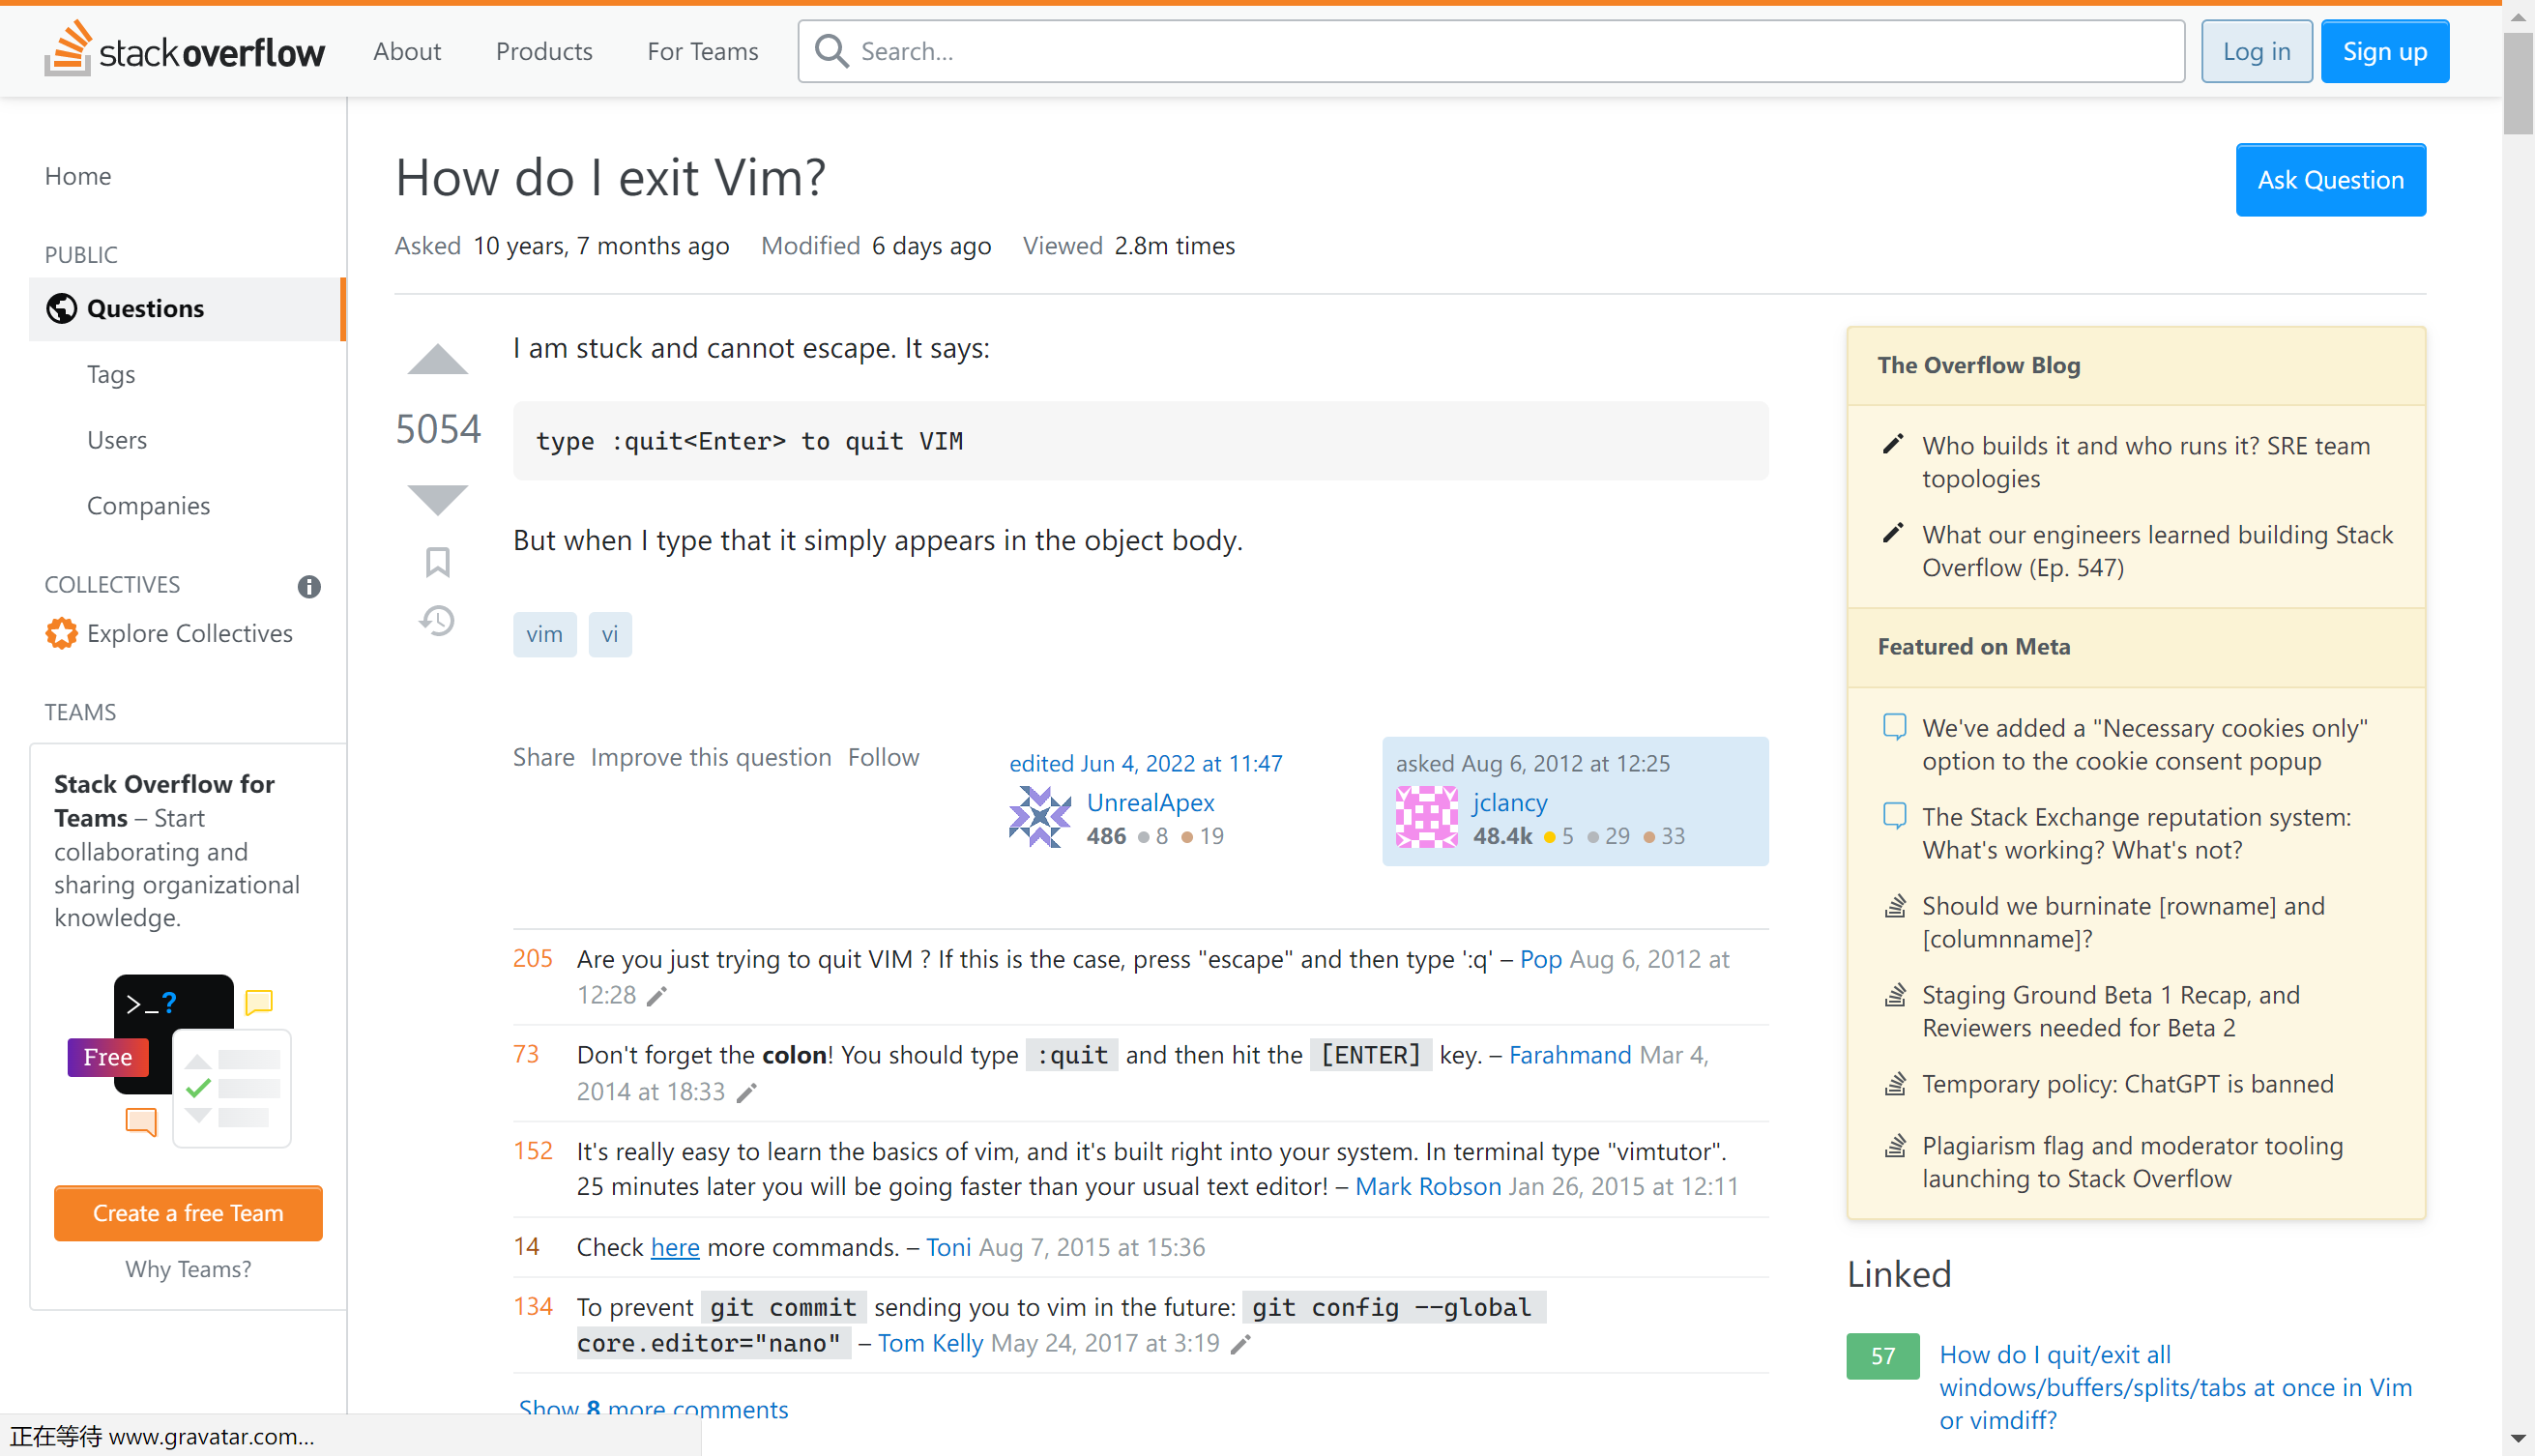 stackoverflow
About
Products
For Teams
Search...
Log in
Sign up
Home
PUBLIC
Questions
Tags
Users
Companies
COLLECTIVES
Explore Collectives
TEAMS
Stack Overflow for
Teams – Start
collaborating and
sharing organizational
knowledge.
>_?
Free
Create a free Team
Why Teams?
How do I exit Vim?
Ask Question
Asked 10 years, 7 months ago Modified 6 days ago Viewed 2.8m times
5054
I am stuck and cannot escape. It says:
type :quit<Enter> to quit VIM
But when I type that it simply appears in the object body.
vim vi
Share Improve this question Follow
edited Jun 4, 2022 at 11:47
UnrealApex
486 8 19
asked Aug 6, 2012 at 12:25
jclancy
48.4k 5 29 33
205 Are you just trying to quit VIM ? If this is the case, press "escape" and then type ':q' – Pop Aug 6, 2012 at
12:28
73 Don't forget the colon! You should type :quit and then hit the [ENTER] key. – Farahmand Mar 4,
2014 at 18:33
152 It's really easy to learn the basics of vim, and it's built right into your system. In terminal type "vimtutor".
25 minutes later you will be going faster than your usual text editor! – Mark Robson Jan 26, 2015 at 12:11
14 Check here more commands. – Toni Aug 7, 2015 at 15:36
134 To prevent git commit sending you to vim in the future: git config --global
core.editor="nano" – Tom Kelly May 24, 2017 at 3:19
Show 8 more comments
The Overflow Blog
Who builds it and who runs it? SRE team
topologies
What our engineers learned building Stack
Overflow (Ep. 547)
Featured on Meta
We've added a "Necessary cookies only"
option to the cookie consent popup
The Stack Exchange reputation system:
What's working? What's not?
Should we burninate [rowname] and
[columnname]?
Staging Ground Beta 1 Recap, and
Reviewers needed for Beta 2
Temporary policy: ChatGPT is banned
Plagiarism flag and moderator tooling
launching to Stack Overflow
Linked
57 How do I quit/exit all
windows/buffers/splits/tabs at once in Vim
or vimdiff?
正在等待 www.gravatar.com...